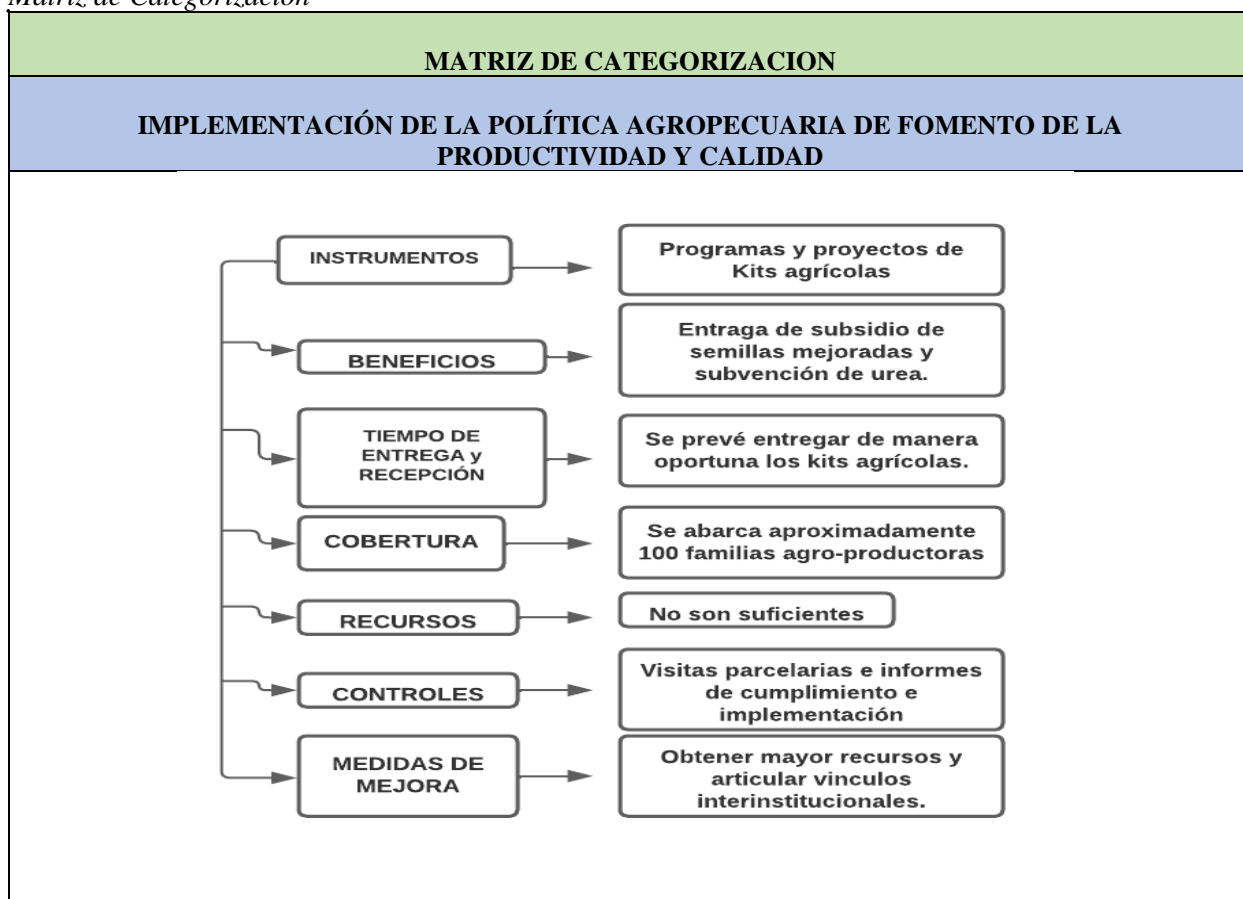 Matriz de Categorización
MATRIZ DE CATEGORIZACION
IMPLEMENTACIÓN DE LA POLÍTICA AGROPECUARIA DE FOMENTO DE LA
PRODUCTIVIDAD Y CALIDAD
INSTRUMENTOS
Programas y proyectos de
Kits agrícolas
BENEFICIOS
Entraga de subsidio de
semillas mejoradas y
subvención de urea.
TIEMPO DE
ENTREGA y
RECEPCIÓN
Se prevé entregar de manera
oportuna los kits agrícolas.
COBERTURA
Se abarca aproximadamente
100 familias agro-productoras
RECURSOS
No son suficientes
CONTROLES
Visitas parcelarias e informes
de cumplimiento e
implementación
MEDIDAS DE
MEJORA
Obtener mayor recursos y
articular vinculos
interinstitucionales.